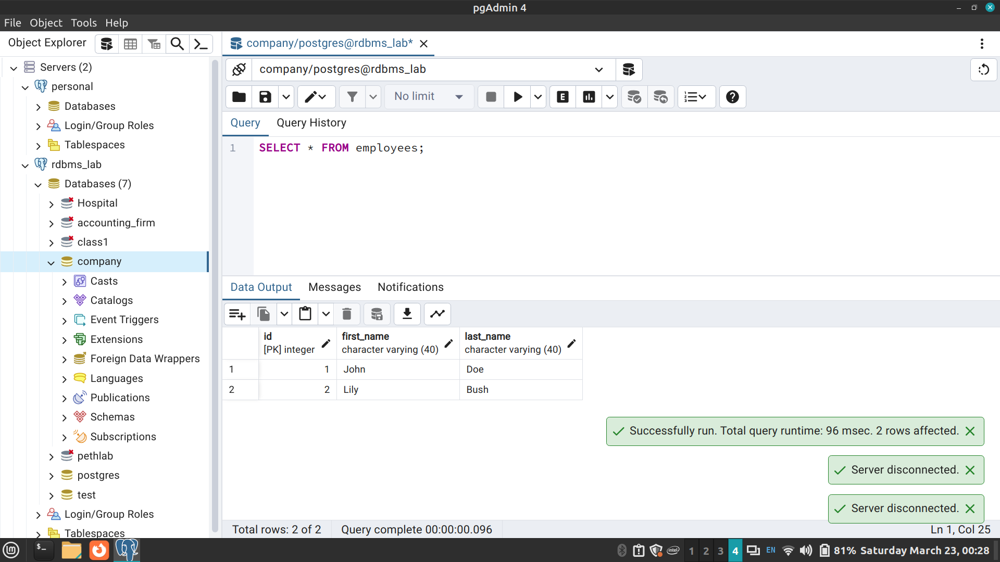 pgAdmin 4
File Object Tools Help
Object Explorer
Servers (2)
personal
Databases
Login/Group Roles
Tablespaces
rdbms_lab
Databases (7)
Hospital
accounting_firm
class1
company
Casts
Catalogs
Event Triggers
Extensions
Foreign Data Wrappers
Languages
Publications
Schemas
Subscriptions
pethlab
postgres
test
Login/Group Roles
Tablespaces
company/postgres@rdbms_lab*
company/postgres@rdbms_lab
No limit
E
Query Query History
1 SELECT * FROM employees;
Data Output Messages Notifications
id first_name last_name
[PK] integer character varying (40) character varying (40)
1 1 John Doe
2 2 Lily Bush
Successfully run. Total query runtime: 96 msec. 2 rows affected.
Server disconnected.
Server disconnected.
Total rows: 2 of 2 Query complete 00:00:00.096 Ln 1, Col 25
intel 1 2 3 4 EN 81% Saturday March 23, 00:28